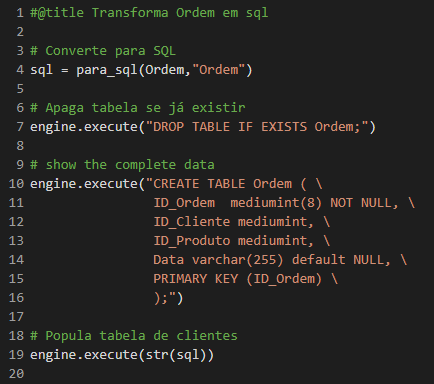 1 #@title Transforma Ordem em sql
2
3 # Converte para SQL
4 sql = para_sql(Ordem,"Ordem")
5
6 # Apaga tabela se já existir
7 engine.execute("DROP TABLE IF EXISTS Ordem;")
8
9 # show the complete data
10 engine.execute("CREATE TABLE Ordem ( \
11 ID_Ordem  mediumint(8) NOT NULL, \
12 ID_Cliente mediumint, \
13 ID_Produto mediumint, \
14 Data varchar(255) default NULL, \
15 PRIMARY KEY (ID_Ordem) \
16 );")
17
18 # Popula tabela de clientes
19 engine.execute(str(sql))
20